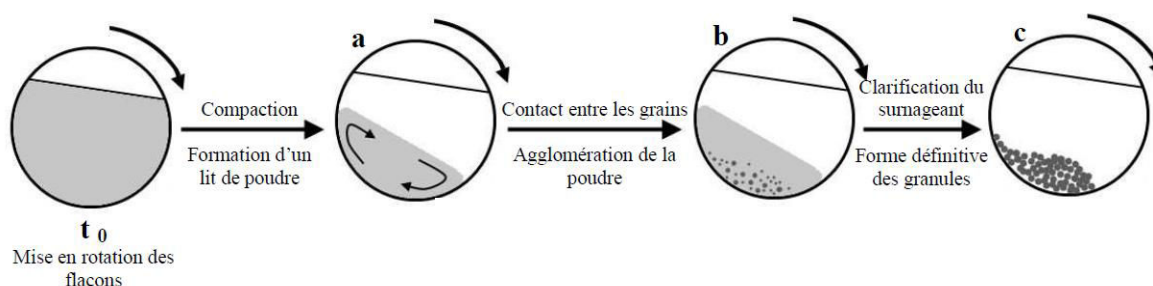 a
b
c
Compaction
Formation d'un
lit de poudre
Contact entre les grains
Agglomération de la
poudre
Clarification du
surnageant
Forme définitive
des granules
t 0
Mise en rotation des
flacons